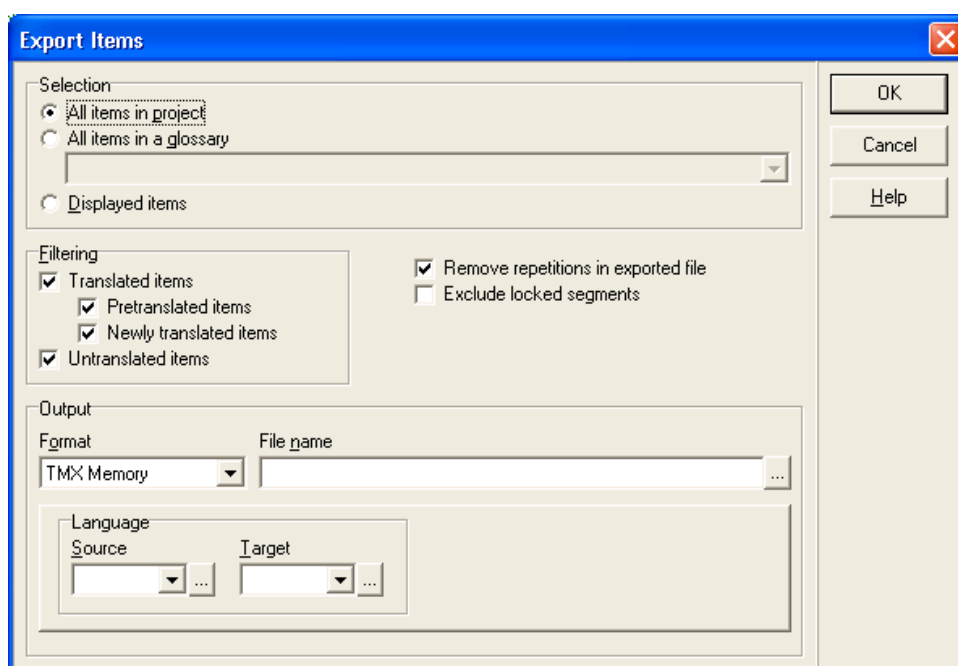 Export Items
Selection
All items in project
All items in a glossary
Displayed items
OK
Cancel
Help
Filtering
Translated items
Pretranslated items
Newly translated items
Untranslated items
Remove repetitions in exported file
Exclude locked segments
Output
Format
File name
TMX Memory
...
Language
Source
Target
...
...